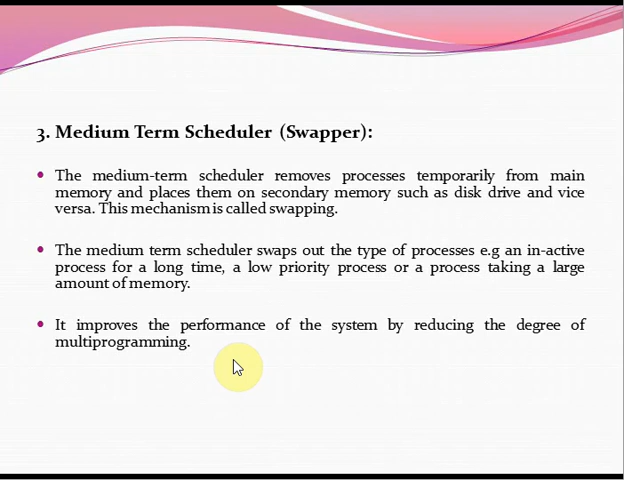 3. Medium Term Scheduler (Swapper):
• The medium-term scheduler removes processes temporarily from main
memory and places them on secondary memory such as disk drive and vice
versa. This mechanism is called swapping.
• The medium term scheduler swaps out the type of processes e.g an in-active
process for a long time, a low priority process or a process taking a large
amount of memory.
• It improves the performance of the system by reducing the degree of
multiprogramming.